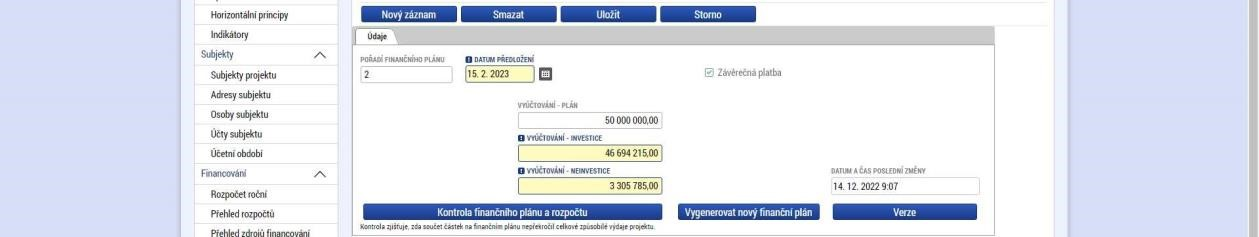 Horizontální principy
Indikátory
Subjekty
Subjekty projektu
Adresy subjektu
Osoby subjektu
Účty subjektu
Účetní období
Financování
Rozpočet roční
Přehled rozpočtů
Přehled zdrojů financování
Nový záznam Smazat Uložit Storno
Údaje
POŘADÍ FINANČNÍHO PLÁNU DATUM PŘEDLOŽENÍ
2 15. 2. 2023 Závěrečná platba
VYÚČTOVÁNÍ - PLÁN
50 000 000,00
VYÚČTOVÁNÍ - INVESTICE
46 694 215,00
VYÚČTOVÁNÍ - NEINVESTICE DATUM A ČAS POSLEDNÍ ZMĚNY
3 305 785,00 14. 12. 2022 9:07
Kontrola finančního plánu a rozpočtu Vygenerovat nový finanční plán Verze
Kontrola zjišťuje, zda součet částek na finančním plánu nepřekročil celkové způsobilé výdaje projektu.